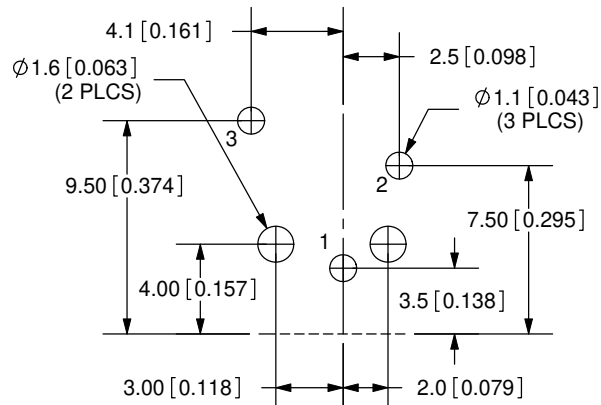 4.1 [0.161]
2.5 [0.098]
Ø1.6 [0.063]
(2 PLCS)
Ø1.1 [0.043]
(3 PLCS)
3
2
9.50 [0.374]
7.50 [0.295]
1
4.00 [0.157]
3.5 [0.138]
3.00 [0.118]
2.0 [0.079]